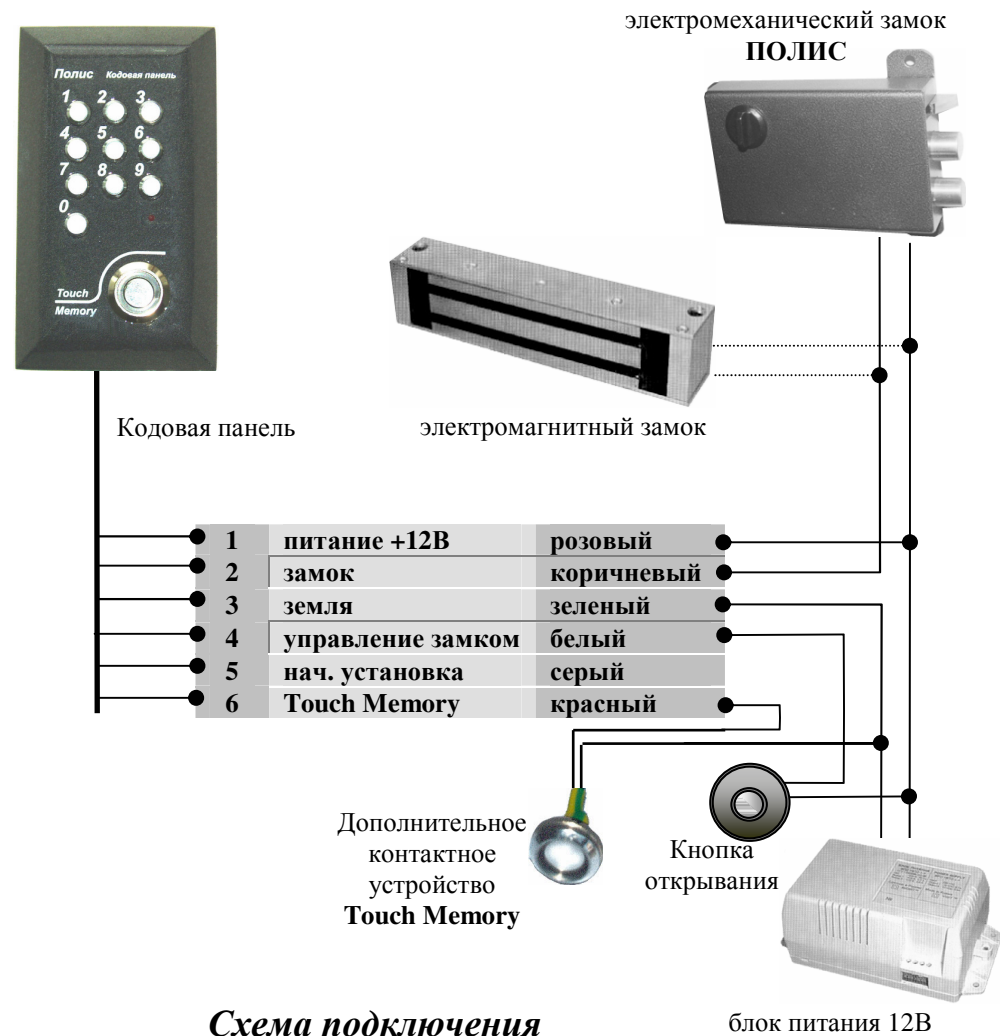 электромеханический замок
ПОЛИС
Полис Кодовая панель
1 2 3
4 5 6
7 8 9
0
Touch
Memory
Кодовая панель
электромагнитный замок
1 питание +12В розовый
2 замок коричневый
3 земля зеленый
4 управление замком белый
5 нач. установка серый
6 Touch Memory красный
Дополнительное
контактное
устройство
Touch Memory
Кнопка
открывания
Схема подключения
блок питания 12В